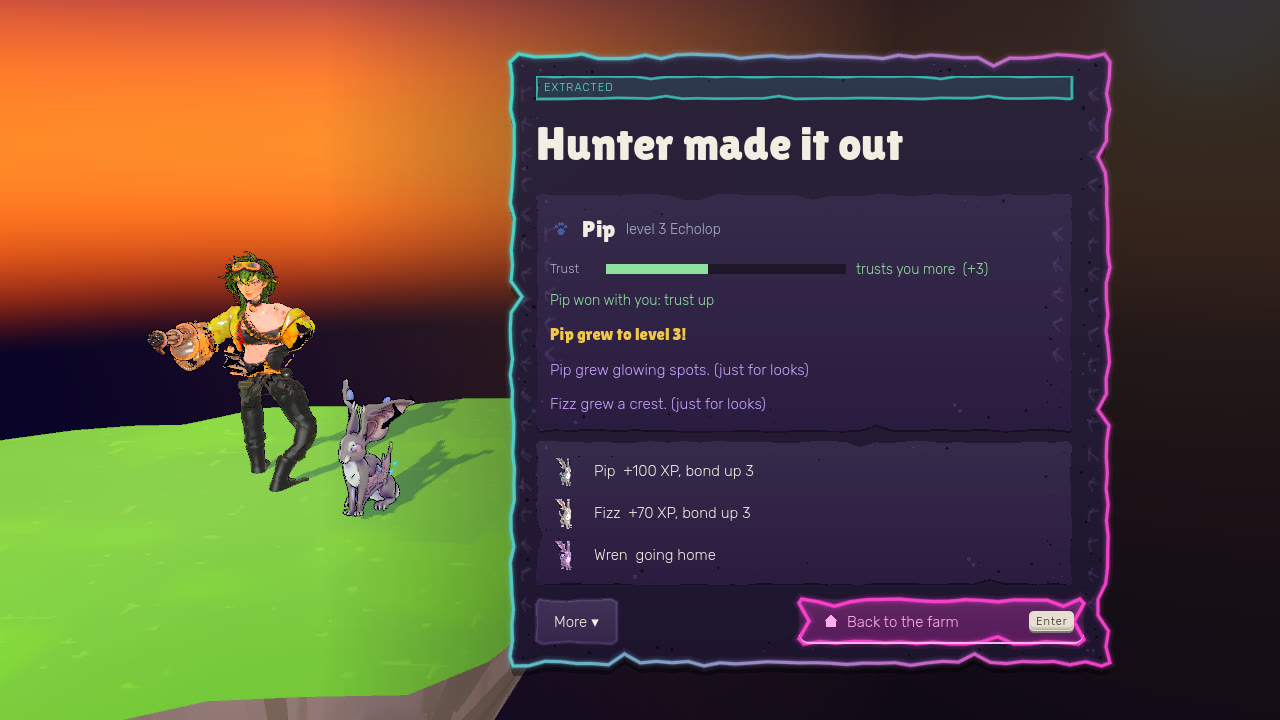 EXTRACTED
Hunter made it out
Pip level 3 Echolop
Trust trusts you more (+3)
Pip won with you: trust up
Pip grew to level 3!
Pip grew glowing spots. (just for looks)
Fizz grew a crest. (just for looks)
Pip +100 XP, bond up 3
Fizz +70 XP, bond up 3
Wren going home
More ▾ Back to the farm Enter